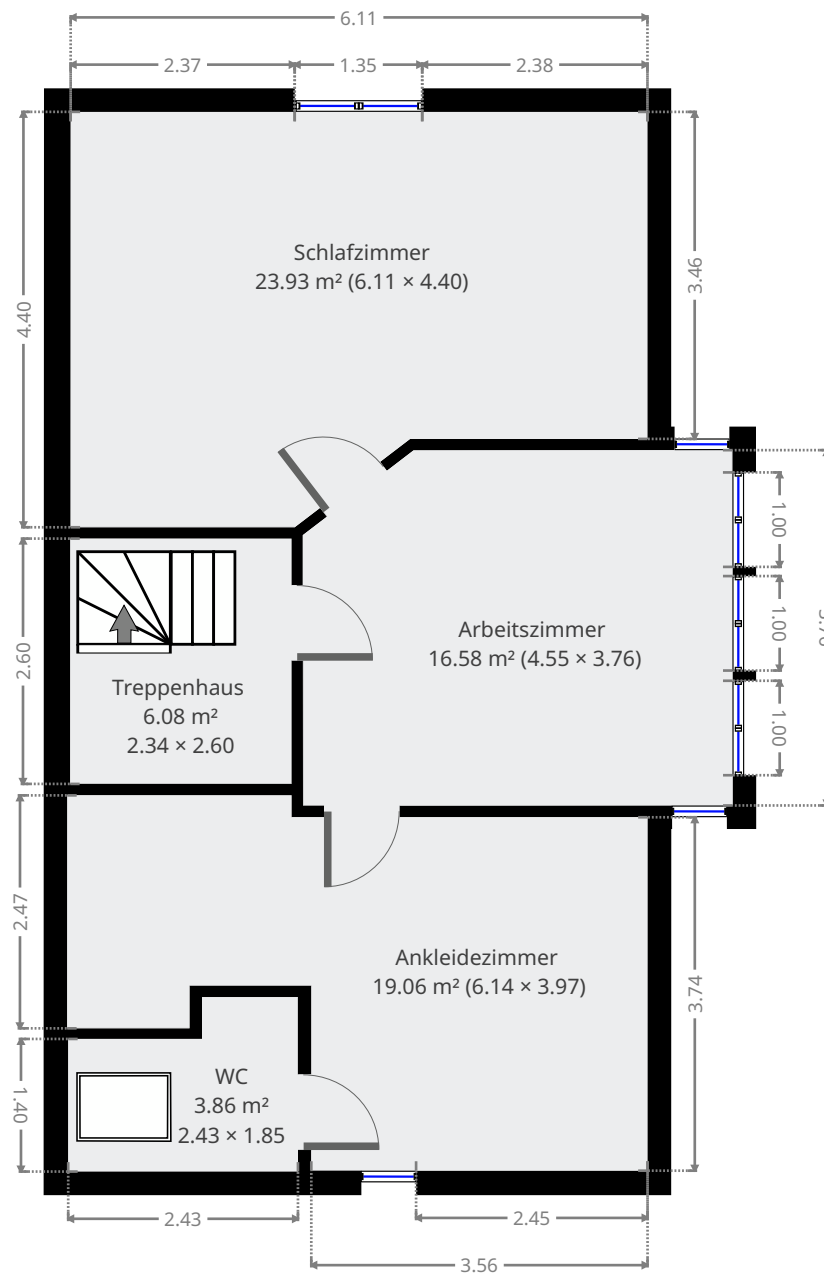 6.11
2.37
1.35
2.38
Schlafzimmer
23.93 m² (6.11 × 4.40)
4.40
3.46
1.00
1.00
1.00
Arbeitszimmer
16.58 m² (4.55 × 3.76)
2.60
Treppenhaus
6.08 m²
2.34 × 2.60
2.47
Ankleidezimmer
19.06 m² (6.14 × 3.97)
3.74
WC
3.86 m²
2.43 × 1.85
1.40
2.43
2.45
3.56